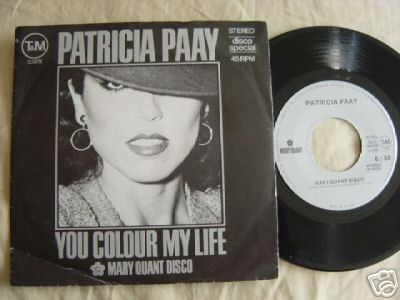 T&M
PATRICIA PAAY
STEREO
disco
special
45RPM
YOU COLOUR MY LIFE
MARY QUANT DISCO
PATRICIA PAAY
MARY QUANT
T&M
MARY QUANT DISCO
eBay